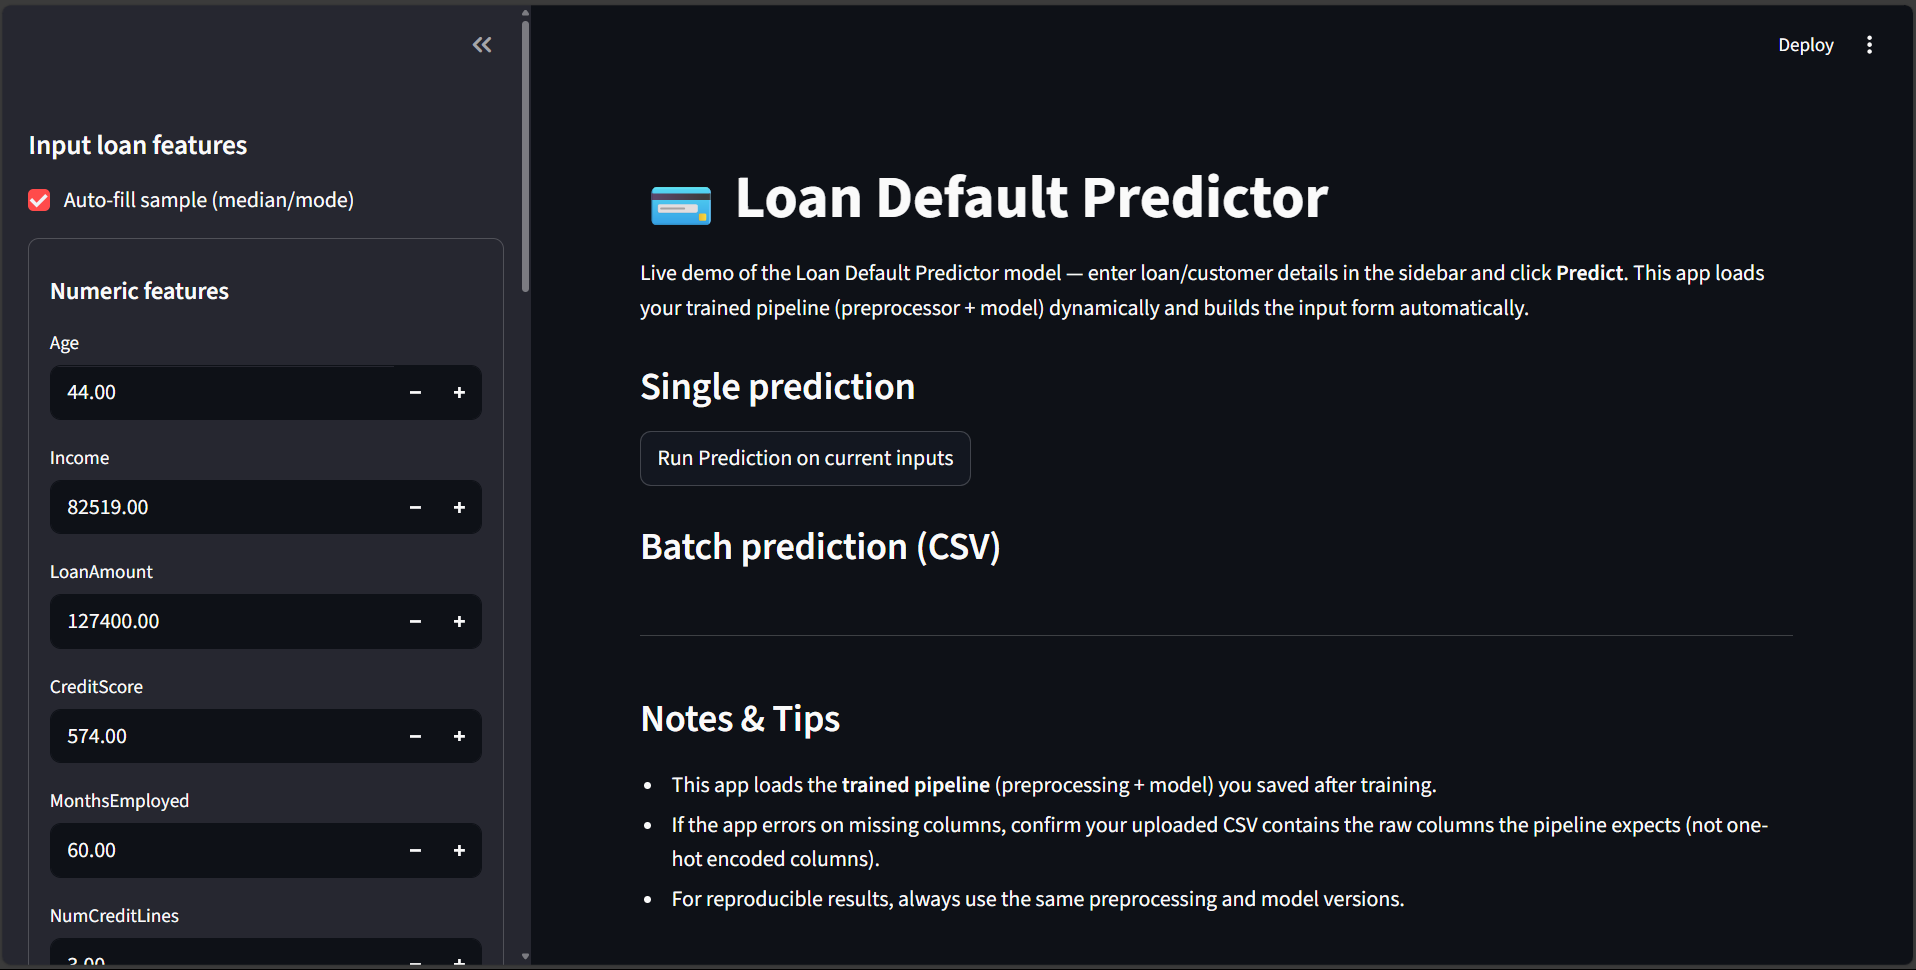 Input loan features
Auto-fill sample (median/mode)
Numeric features
Age
44.00
Income
82519.00
LoanAmount
127400.00
CreditScore
574.00
MonthsEmployed
60.00
NumCreditLines
3.00
Deploy
Loan Default Predictor
Live demo of the Loan Default Predictor model — enter loan/customer details in the sidebar and click Predict. This app loads
your trained pipeline (preprocessor + model) dynamically and builds the input form automatically.
Single prediction
Run Prediction on current inputs
Batch prediction (CSV)
Notes & Tips
• This app loads the trained pipeline (preprocessing + model) you saved after training.
• If the app errors on missing columns, confirm your uploaded CSV contains the raw columns the pipeline expects (not one-
hot encoded columns).
• For reproducible results, always use the same preprocessing and model versions.